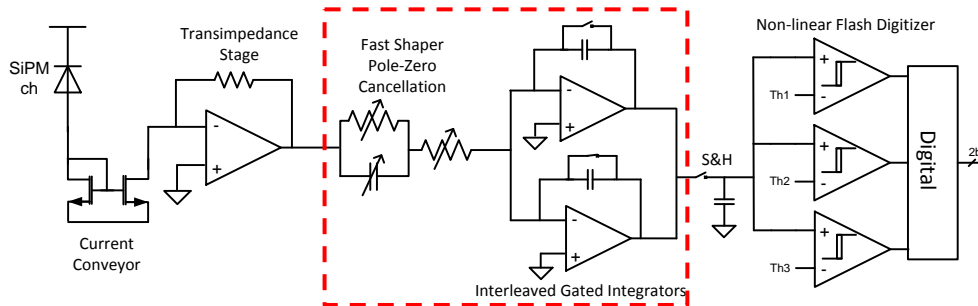 SiPM
ch
Transimpedance
Stage
Current
Conveyor
Fast Shaper
Pole-Zero
Cancellation
Interleaved Gated Integrators
S&H
Non-linear Flash Digitizer
Th1
Th2
Th3
Digital
2b